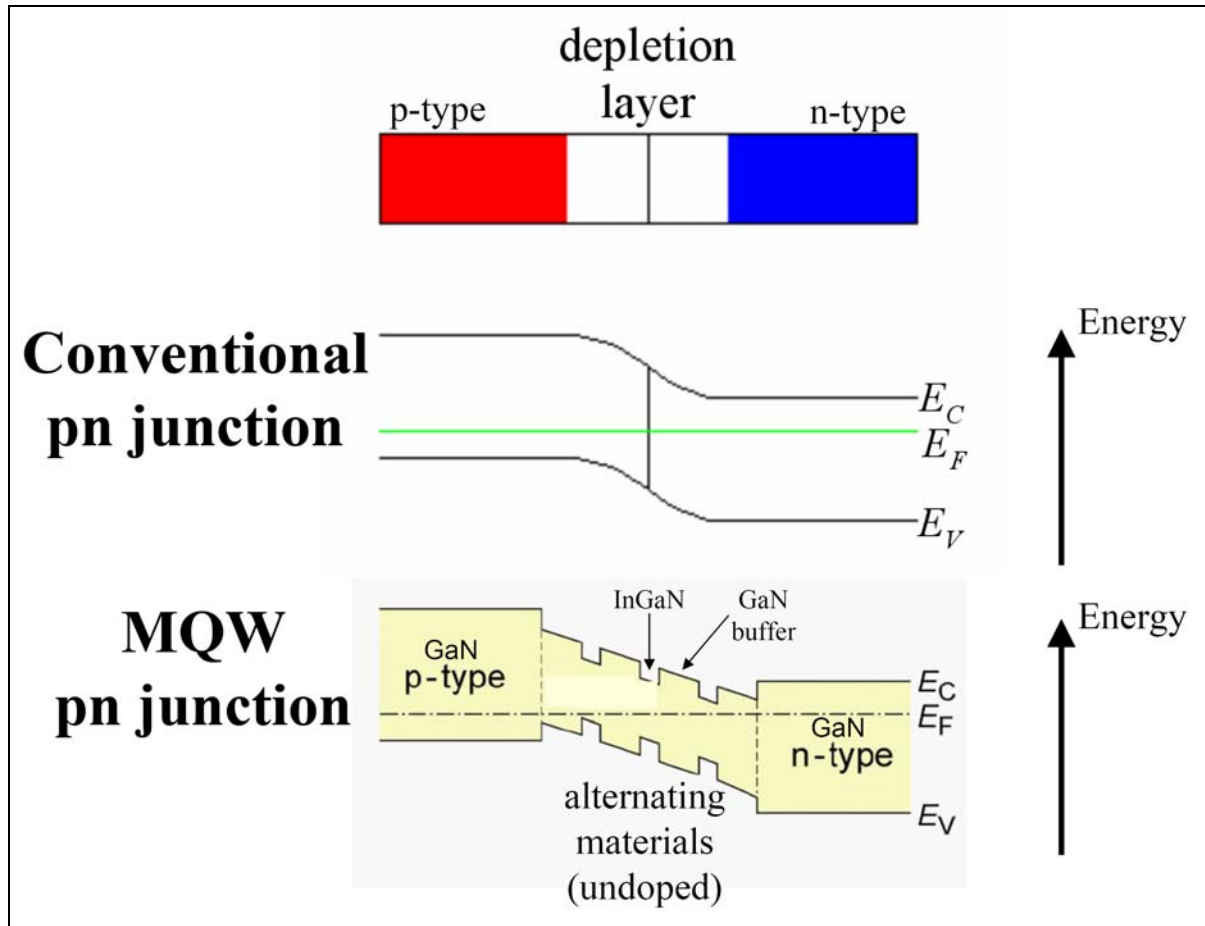 depletion
layer
p-type
n-type
Conventional
pn junction
Energy
E_C
E_F
E_V
MQW
pn junction
InGaN
GaN
buffer
Energy
GaN
p-type
E_C
E_F
GaN
n-type
E_V
alternating
materials
(undoped)